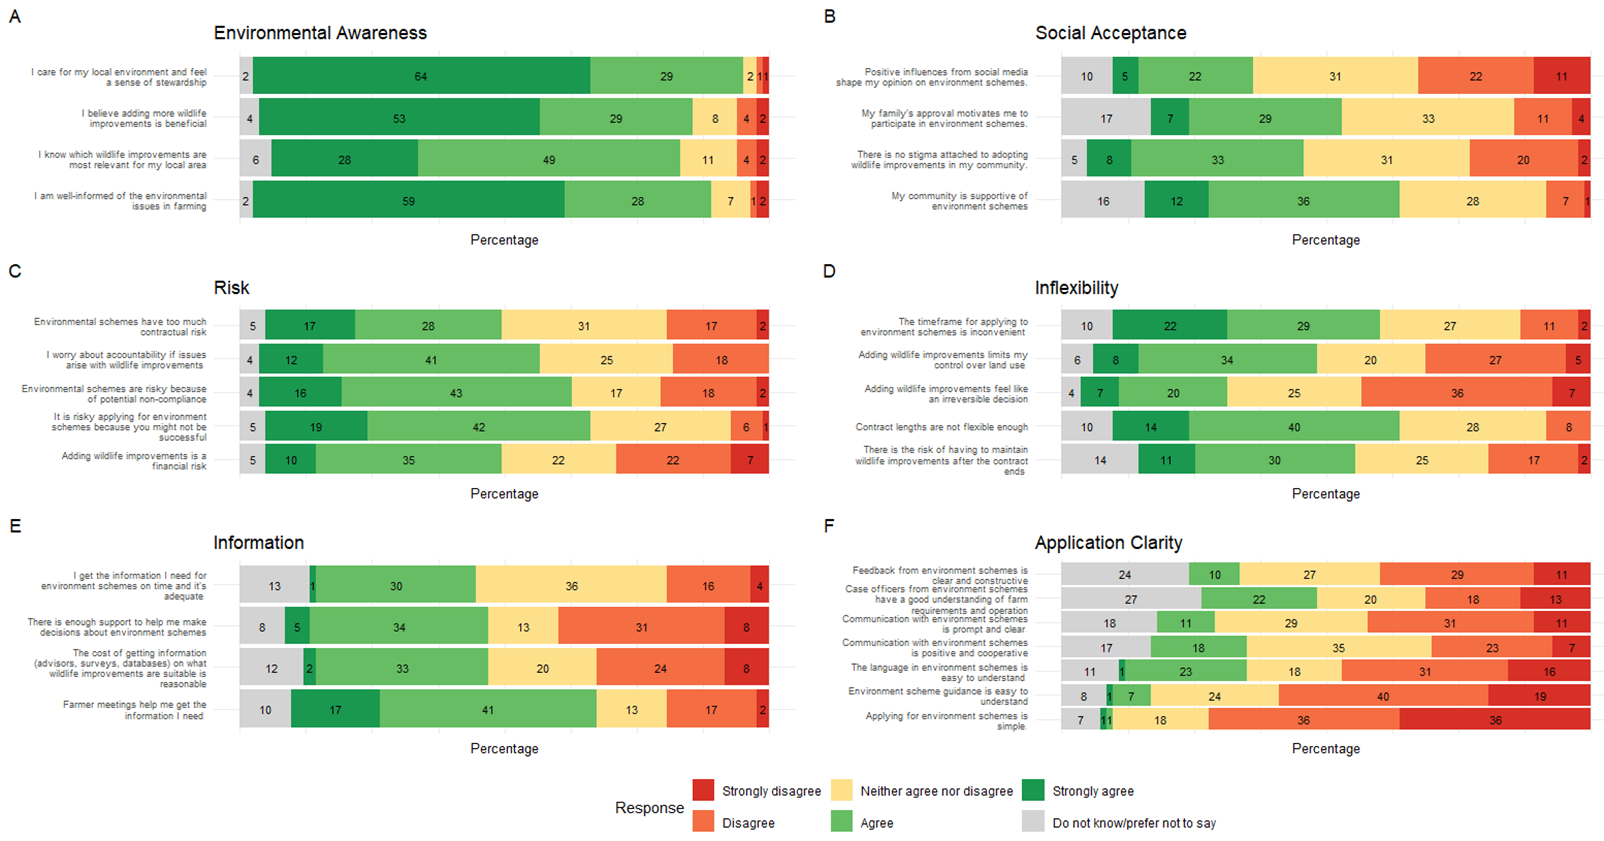 A
Environmental Awareness
I care for my local environment and feel
a sense of stewardship
2 64 29 2 1 1
I believe adding more wildlife
improvements is beneficial
4 53 29 8 4 2
I know which wildlife improvements are
most relevant for my local area
6 28 49 11 4 2
I am well-informed of the environmental
issues in farming
2 59 28 7 1 2
Percentage
B
Social Acceptance
Positive influences from social media
shape my opinion on environment schemes.
10 5 22 31 22 11
My family's approval motivates me to
participate in environment schemes.
17 7 29 33 11 4
There is no stigma attached to adopting
wildlife improvements in my community.
5 8 33 31 20 2
My community is supportive of
environment schemes
16 12 36 28 7 1
Percentage
C
Risk
Environmental schemes have too much
contractual risk
5 17 28 31 17 2
I worry about accountability if issues
arise with wildlife improvements
4 12 41 25 18
Environmental schemes are risky because
of potential non-compliance
4 16 43 17 18 2
It is risky applying for environment
schemes because you might not be
successful
5 19 42 27 6 1
Adding wildlife improvements is a
financial risk
5 10 35 22 22 7
Percentage
D
Inflexibility
The timeframe for applying to
environment schemes is inconvenient
10 22 29 27 11 2
Adding wildlife improvements limits my
control over land use
6 8 34 20 27 5
Adding wildlife improvements feel like
an irreversible decision
4 7 20 25 36 7
Contract lengths are not flexible enough
10 14 40 28 8
There is the risk of having to maintain
wildlife improvements after the contract
ends
14 11 30 25 17 2
Percentage
E
Information
I get the information I need for
environment schemes on time and it's
adequate
13 1 30 36 16 4
There is enough support to help me make
decisions about environment schemes
8 5 34 13 31 8
The cost of getting information
(advisors, surveys, databases) on what
wildlife improvements are suitable is
reasonable
12 2 33 20 24 8
Farmer meetings help me get the
information I need
10 17 41 13 17 2
Percentage
F
Application Clarity
Feedback from environment schemes is
clear and constructive
24 10 27 29 11
Case officers from environment schemes
have a good understanding of farm
requirements and operation
27 22 20 18 13
Communication with environment schemes
is prompt and clear
18 11 29 31 11
Communication with environment schemes
is positive and cooperative
17 18 35 23 7
The language in environment schemes is
easy to understand
11 1 23 18 31 16
Environment scheme guidance is easy to
understand
8 1 7 24 40 19
Applying for environment schemes is
simple
7 1 1 18 36 36
Percentage
Response
Strongly disagree
Neither agree nor disagree
Strongly agree
Disagree
Agree
Do not know/prefer not to say